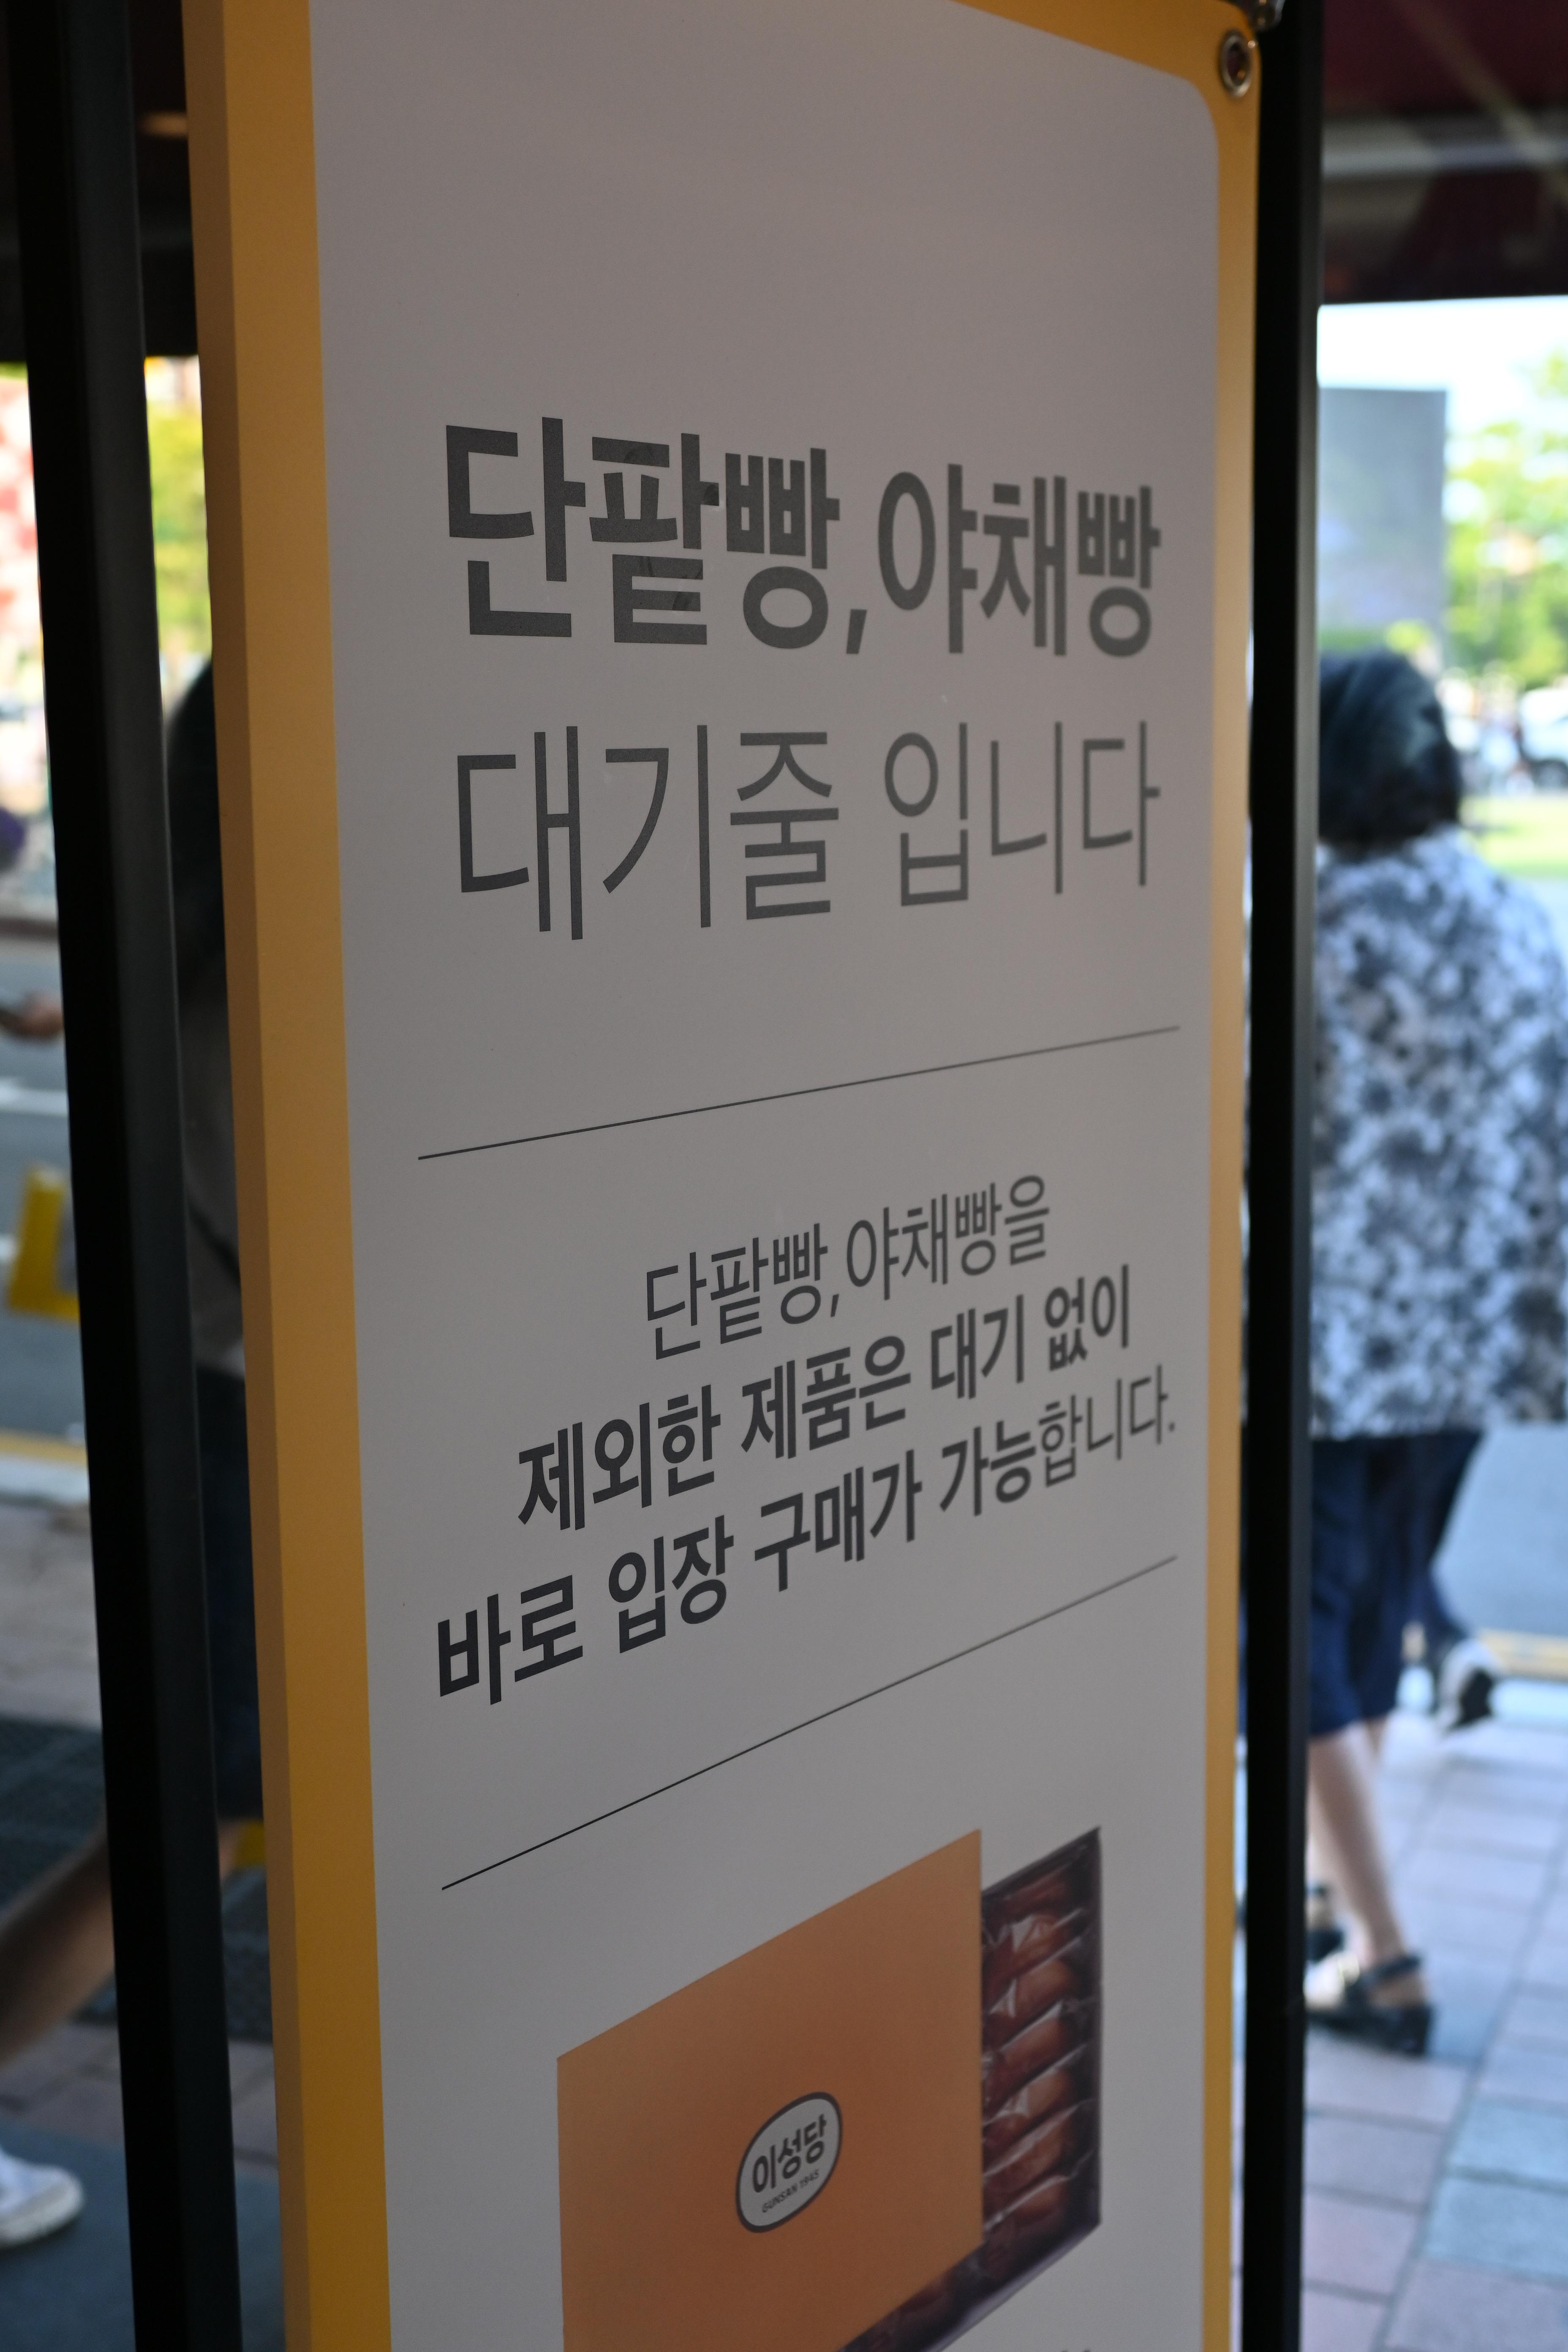 단팥빵,야채빵
대기줄 입니다
단팥빵,야채빵을
제외한 제품은 대기 없이
바로 입장 구매가 가능합니다.
이성당
GUNSAN 1945